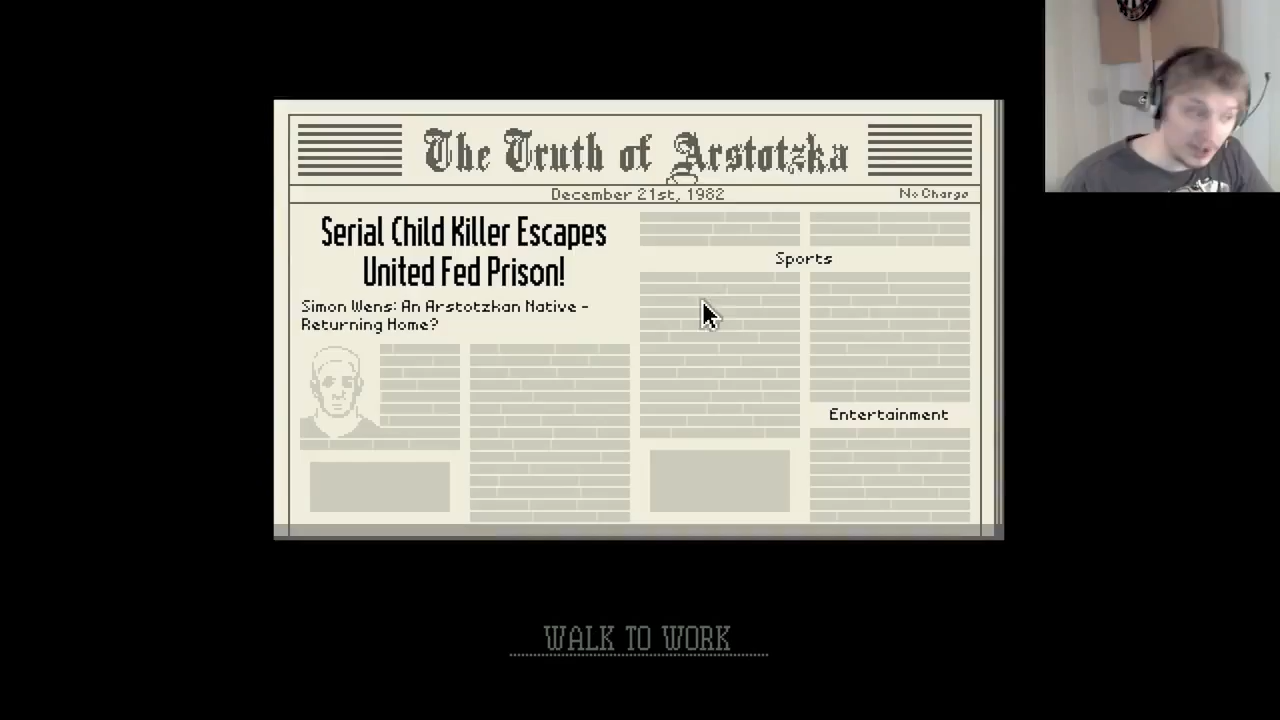 The Truth of Arstotzka
December 21st, 1982
No Charge
Serial Child Killer Escapes
United Fed Prison!
Simon Wens: An Arstotzkan Native -
Returning Home?
Sports
Entertainment
WALK TO WORK